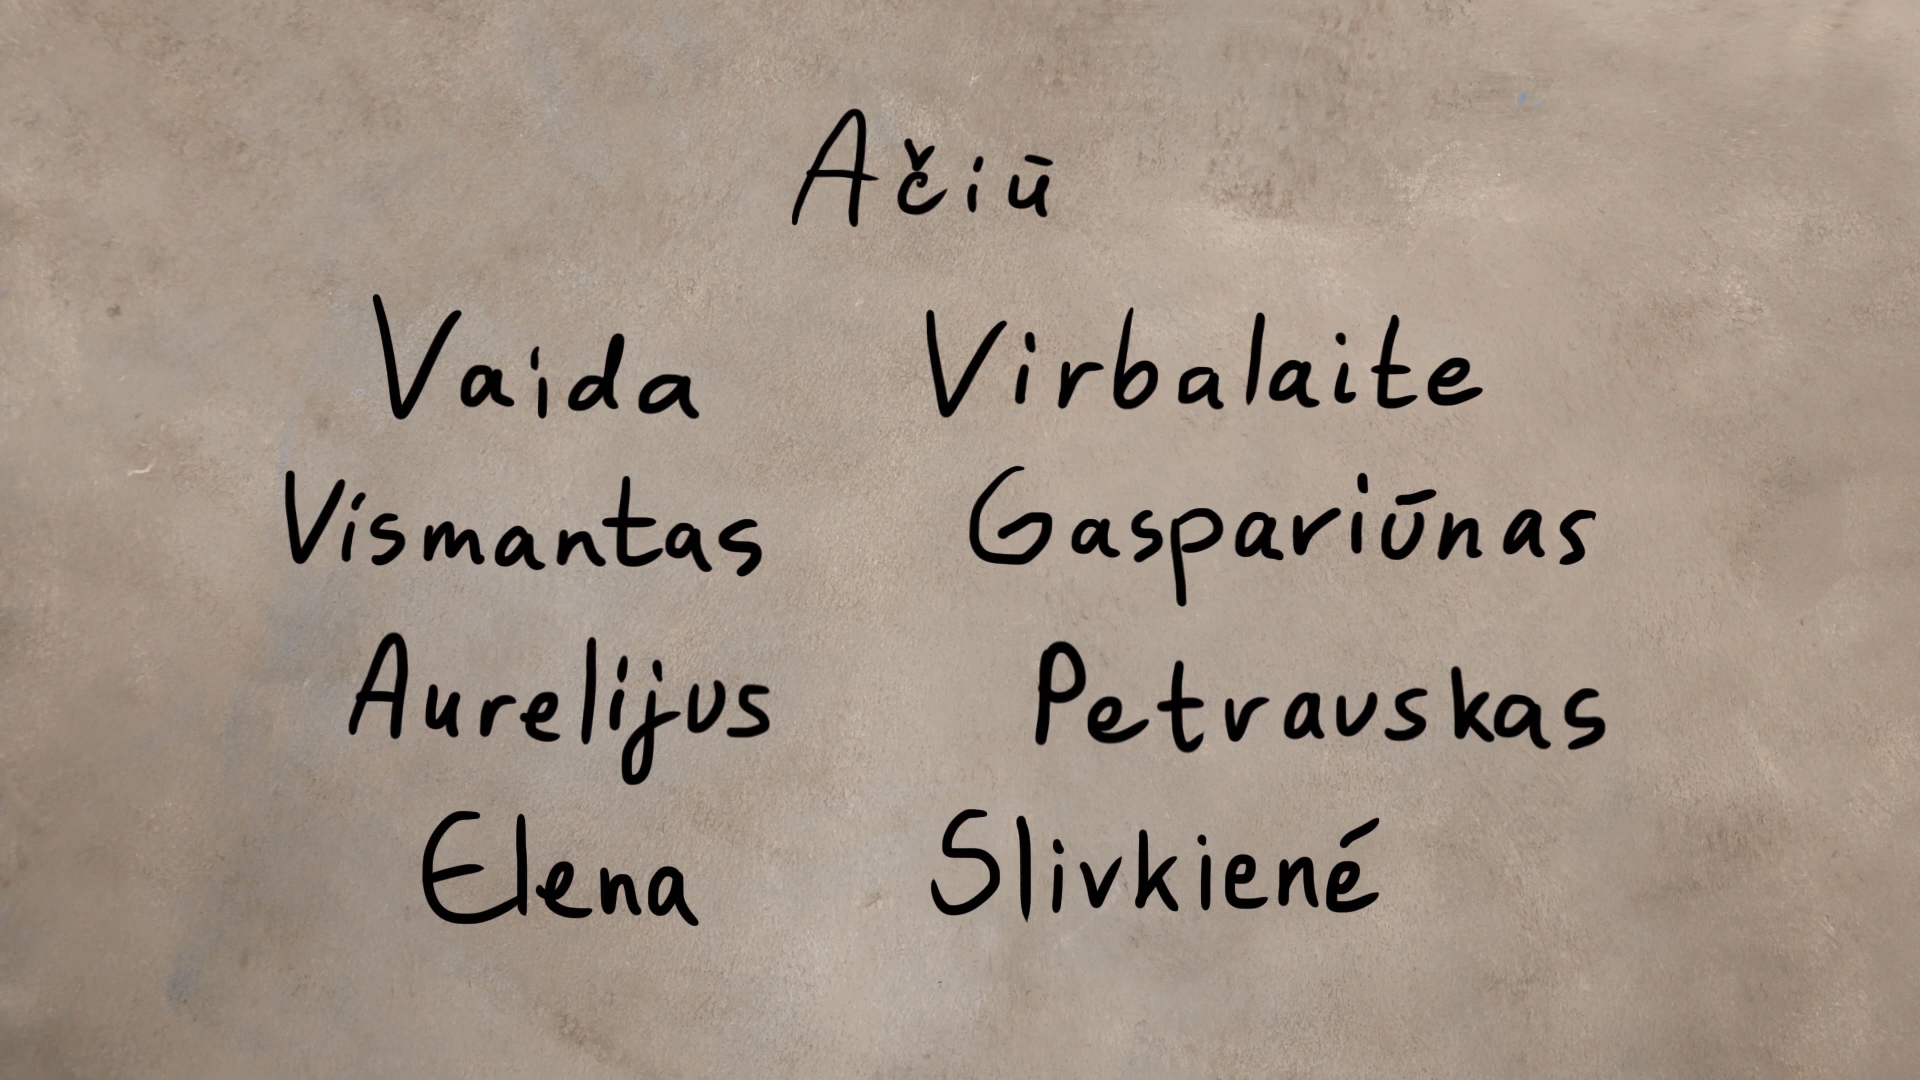 Ačiū
Vaida Virbalaite
Vismantas Gaspariūnas
Aurelijus Petrauskas
Elena Slivkiené